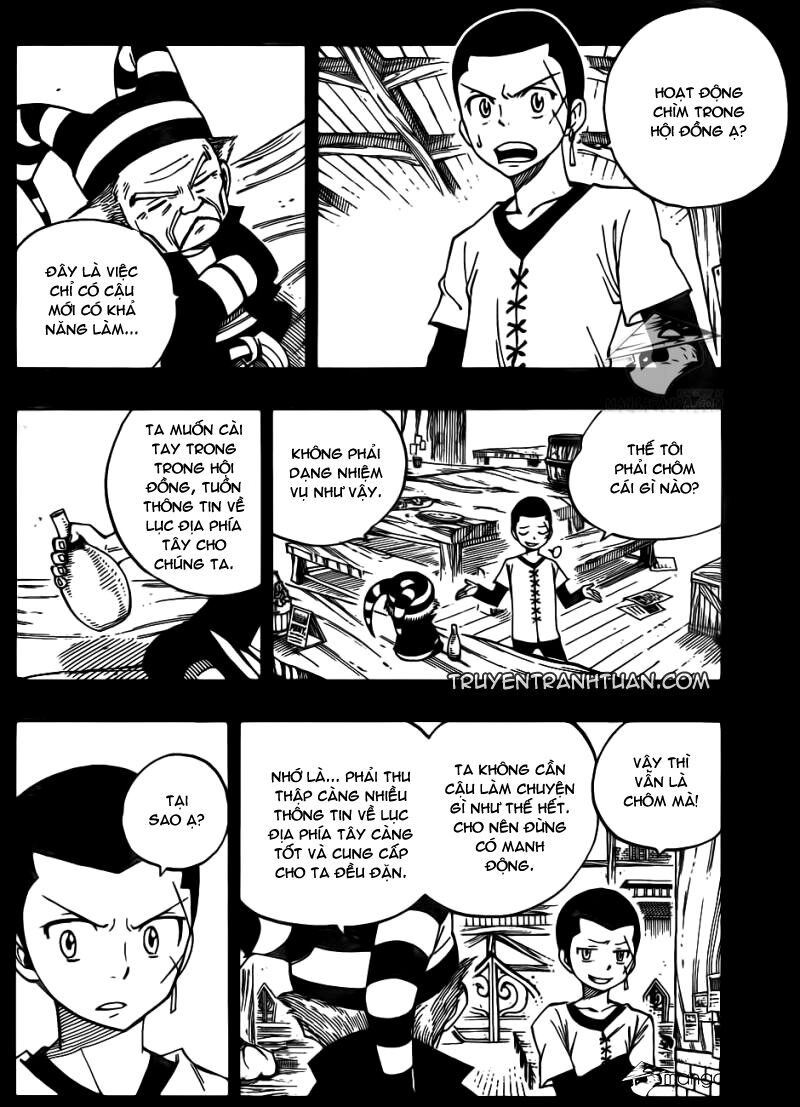 HOẠT ĐỘNG
CHÌM TRONG
HỘI ĐỒNG Ạ?
ĐÂY LÀ VIỆC
CHỈ CÓ CẬU
MỚI CÓ KHẢ
NĂNG LÀM...
THẾ TÔI
PHẢI CHÔM
CÁI GÌ NÀO?
KHÔNG PHẢI
DẠNG NHIỆM
VỤ NHƯ VẬY.
TA MUỐN CÀI
TAY TRONG
TRONG HỘI
ĐỒNG, TUỒN
THÔNG TIN VỀ
LỤC ĐỊA PHÍA
TÂY CHO
CHÚNG TA.
TRUYENTRANHTUAN.COM
VẬY THÌ
VẪN LÀ
CHÔM MÀ!
TA KHÔNG CẦN
CẬU LÀM CHUYỆN
GÌ NHƯ THẾ HẾT.
CHO NÊN ĐỪNG
CÓ MANH
ĐỘNG.
NHỚ LÀ... PHẢI THU
THẬP CÀNG NHIỀU
THÔNG TIN VỀ LỤC
ĐỊA PHÍA TÂY CÀNG
TỐT VÀ CUNG CẤP
CHO TA ĐỀU ĐẶN.
TẠI
SAO Ạ?